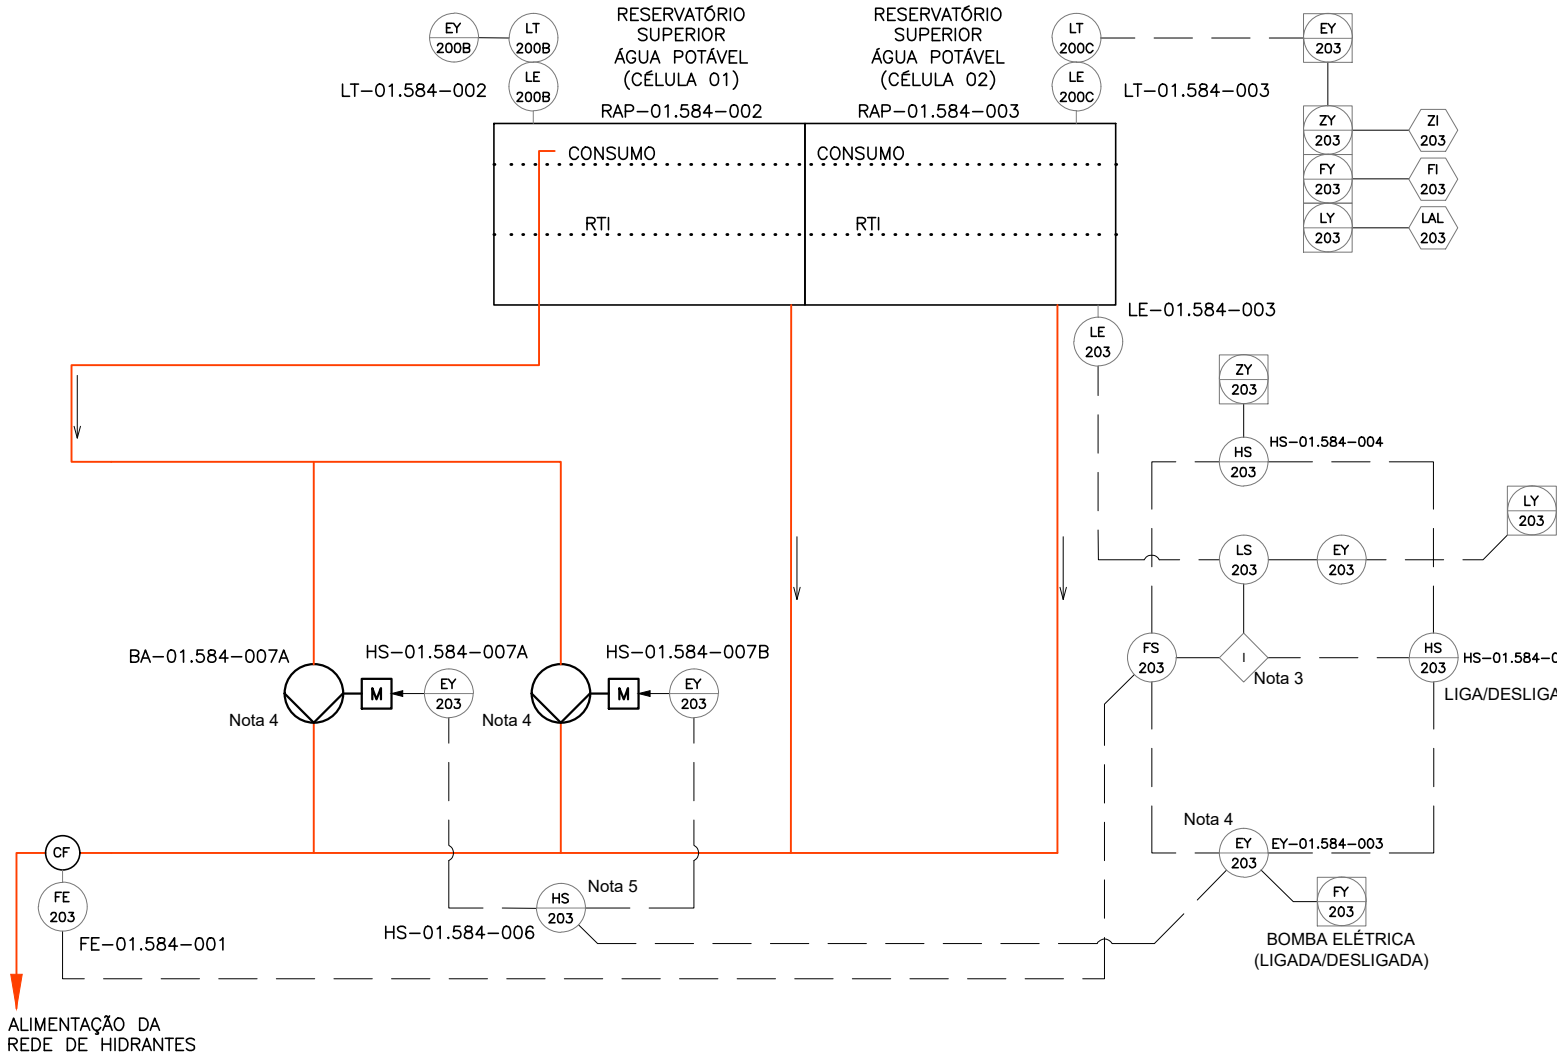 RESERVATÓRIO
SUPERIOR
ÁGUA POTÁVEL
(CÉLULA 01)
RAP-01.584-002
RESERVATÓRIO
SUPERIOR
ÁGUA POTÁVEL
(CÉLULA 02)
RAP-01.584-003
EY
200B
LT
200B
LE
200B
LT-01.584-002
LT
200C
LE
200C
LT-01.584-003
EY
203
ZY
203
ZI
203
FY
203
FI
203
LY
203
LAL
203
CONSUMO
CONSUMO
RTI
RTI
LE-01.584-003
LE
203
ZY
203
HS
203
HS-01.584-004
LY
203
LS
203
EY
203
FS
203
I
Nota 3
HS
203
HS-01.584-0
LIGA/DESLIGA
BA-01.584-007A
HS-01.584-007A
HS-01.584-007B
M
EY
203
M
EY
203
Nota 4
Nota 4
Nota 4
EY
203
EY-01.584-003
CF
FE
203
FE-01.584-001
HS
203
Nota 5
HS-01.584-006
FY
203
BOMBA ELÉTRICA
(LIGADA/DESLIGADA)
ALIMENTAÇÃO DA
REDE DE HIDRANTES